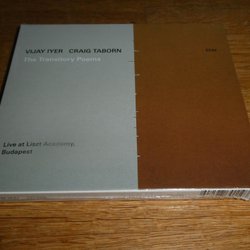 VIJAY IYER CRAIG TABORN
The Transitory Poems
ECM
Live at Liszt Academy,
Budapest